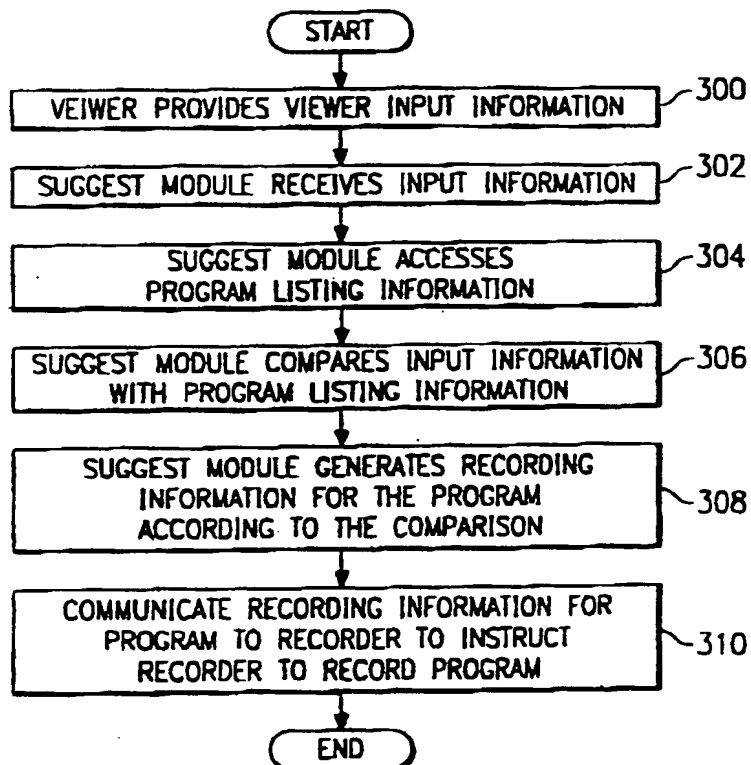 START
VEIWER PROVIDES VIEWER INPUT INFORMATION
300
SUGGEST MODULE RECEIVES INPUT INFORMATION
302
SUGGEST MODULE ACCESSES
PROGRAM LISTING INFORMATION
304
SUGGEST MODULE COMPARES INPUT INFORMATION
WITH PROGRAM LISTING INFORMATION
306
SUGGEST MODULE GENERATES RECORDING
INFORMATION FOR THE PROGRAM
ACCORDING TO THE COMPARISON
308
COMMUNICATE RECORDING INFORMATION FOR
PROGRAM TO RECORDER TO INSTRUCT
RECORDER TO RECORD PROGRAM
310
END